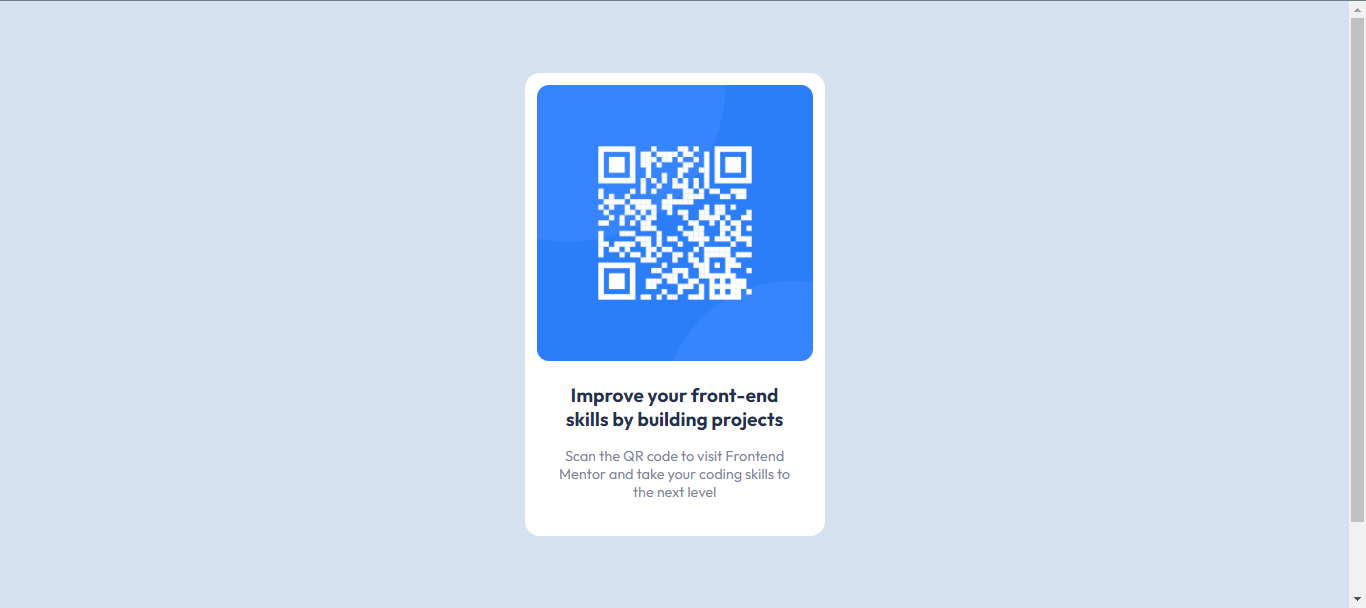 Improve your front-end
skills by building projects
Scan the QR code to visit Frontend
Mentor and take your coding skills to
the next level